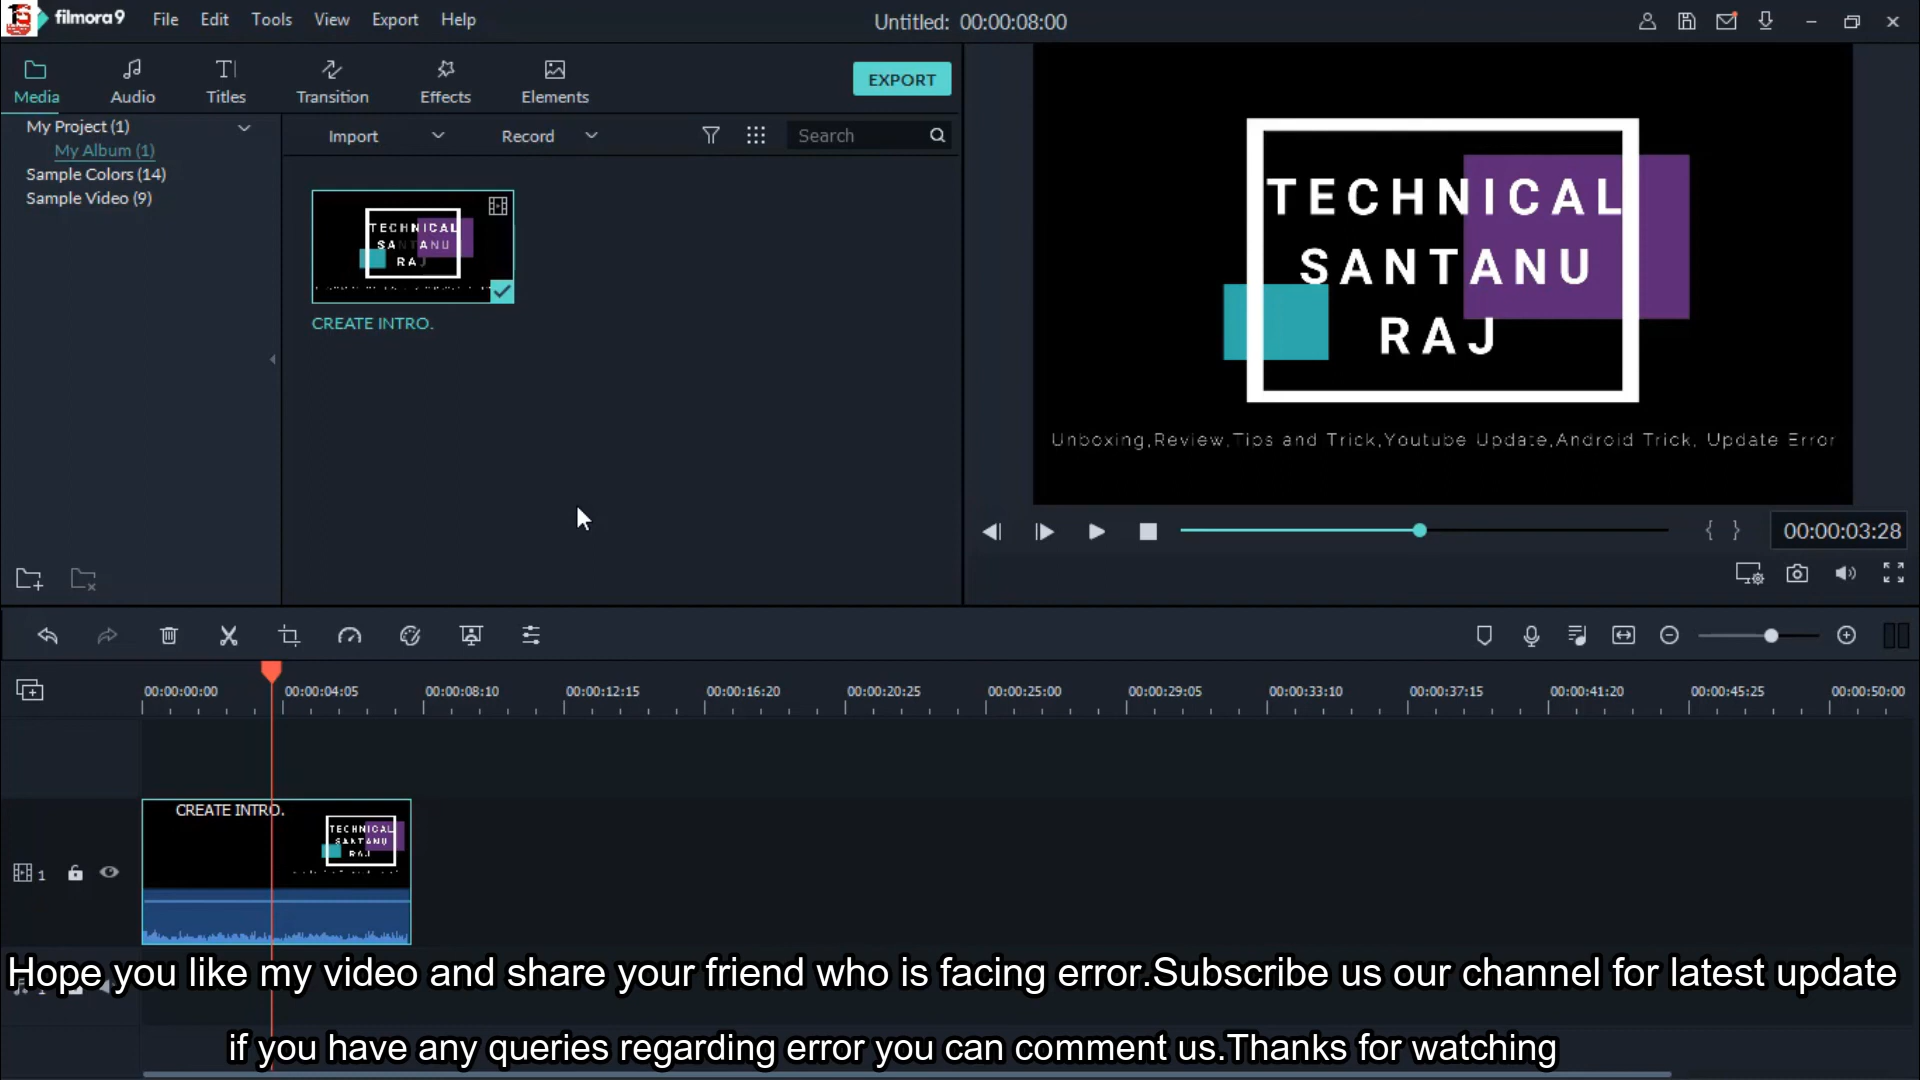 filmora9 File Edit Tools View Export Help
Untitled: 00:00:08:00
Media Audio Titles Transition Effects Elements
EXPORT
My Project (1)
My Album (1)
Sample Colors (14)
Sample Video (9)
Import Record Search
TECHNICAL
SANTANU
RA
CREATE INTRO.
TECHNICAL
SANTANU
RAJ
Unboxing,Review,Tips and Trick,Youtube Update,Android Trick, Update Error
{ } 00:00:03:28
00:00:00:00 00:00:04:05 00:00:08:10 00:00:12:15 00:00:16:20 00:00:20:25 00:00:25:00 00:00:29:05 00:00:33:10 00:00:37:15 00:00:41:20 00:00:45:25 00:00:50:00
CREATE INTRO.
TECHNICAL
SANTANU
RAJ
1
Hope you like my video and share your friend who is facing error.Subscribe us our channel for latest update
if you have any queries regarding error you can comment us.Thanks for watching